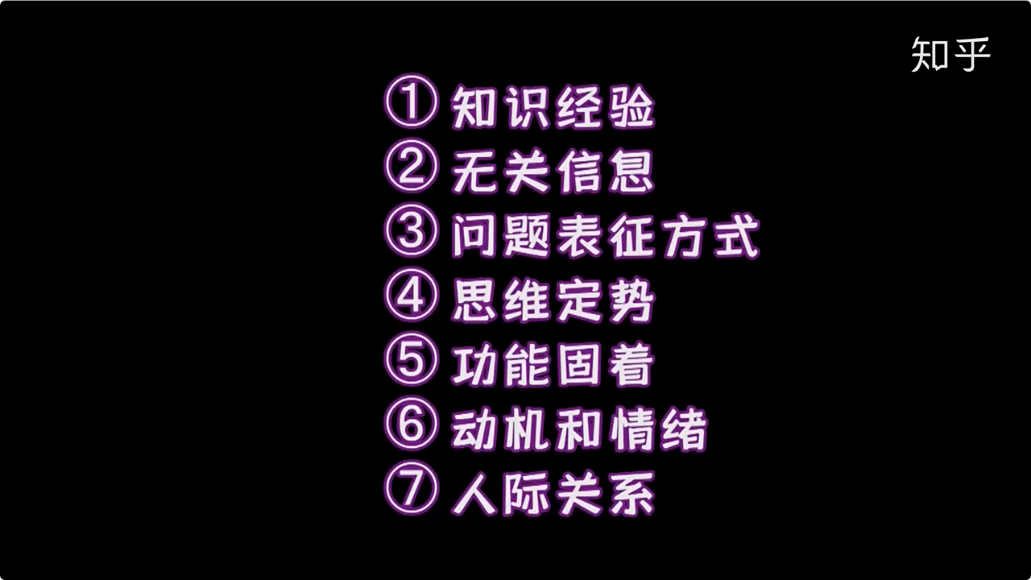 知乎
①知识经验
②无关信息
③问题表征方式
④思维定势
⑤功能固着
⑥动机和情绪
⑦人际关系